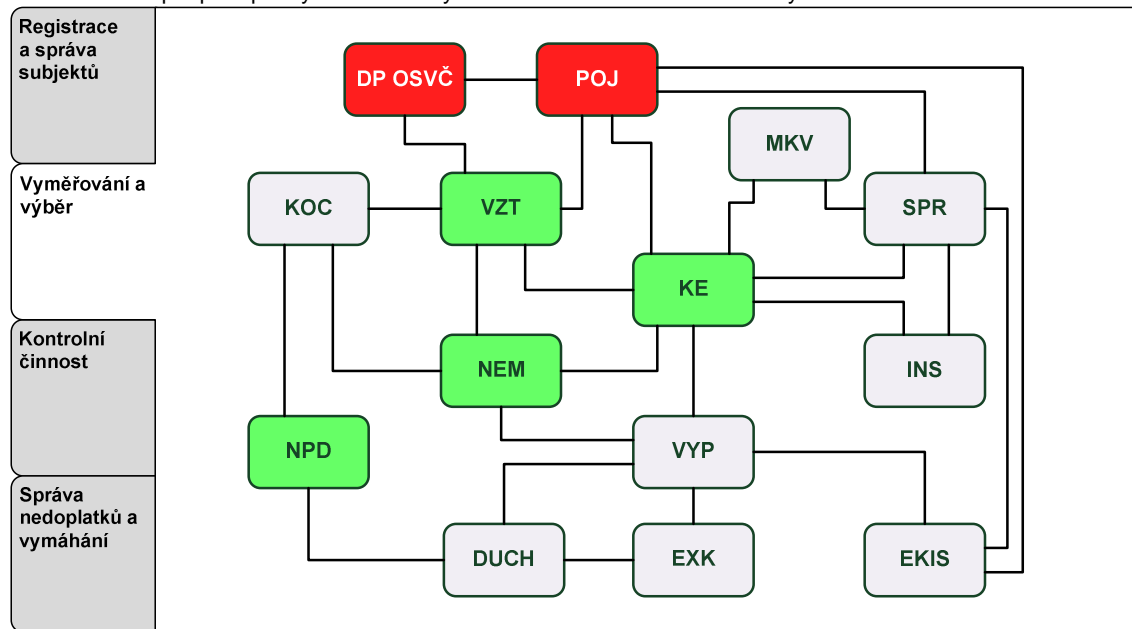 Registrace
a správa
subjektů
DP OSVČ
POJ
MKV
Vyměřování a
výběr
KOC
VZT
SPR
KE
Kontrolní
činnost
NEM
INS
NPD
VYP
Správa
nedoplatků a
vymáhání
DUCH
EXK
EKIS